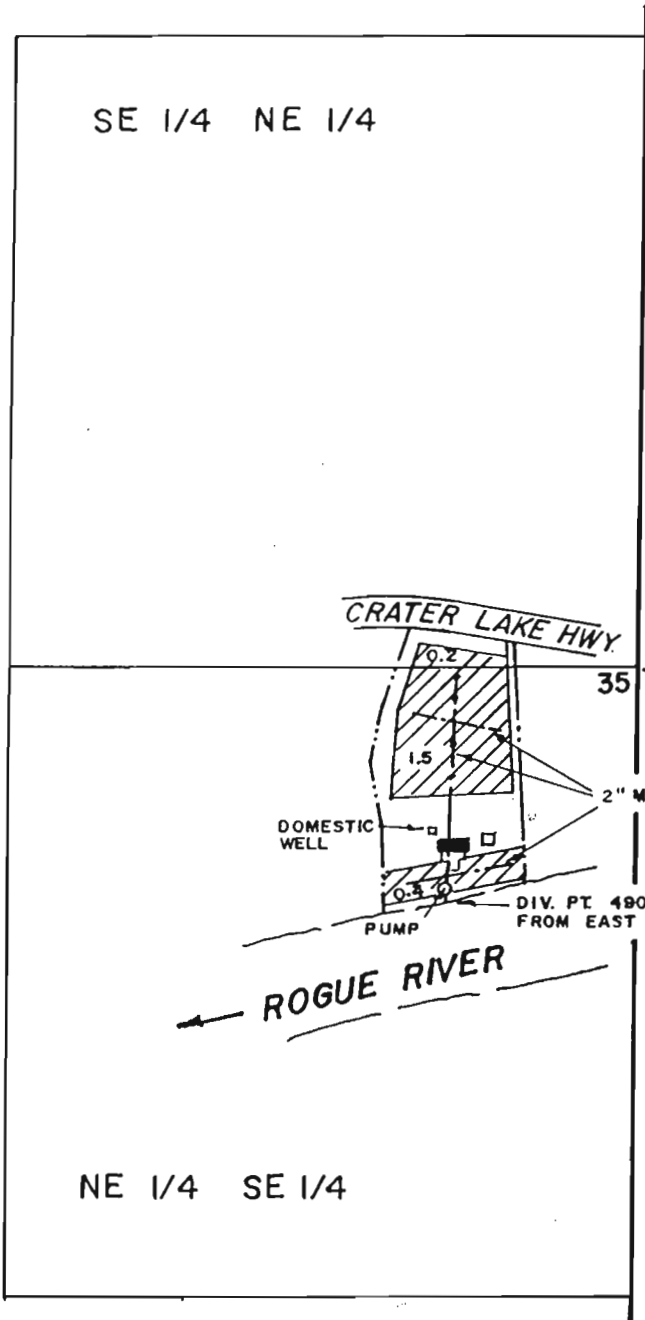 SE 1/4 NE 1/4
CRATER LAKE HWY.
0.2
35
1.5
2" M
DOMESTIC
WELL
0.4
DIV. PT. 490
FROM EAST
PUMP
ROGUE RIVER
NE 1/4 SE 1/4